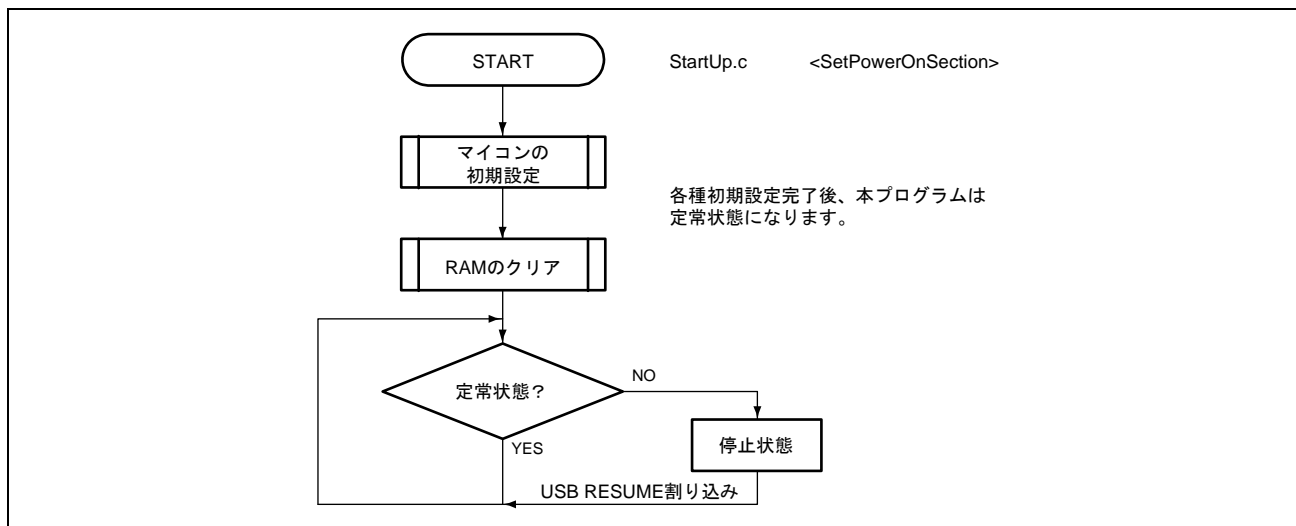 START
StartUp.c <SetPowerOnSection>
マイコンの
初期設定
各種初期設定完了後、本プログラムは
定常状態になります。
RAMのクリア
定常状態？
NO
YES
停止状態
USB RESUME割り込み